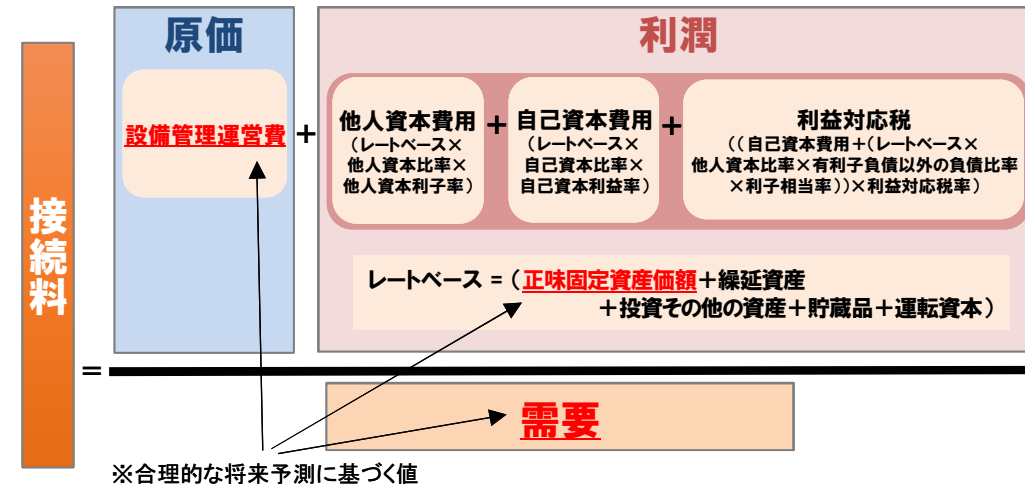 原価
利潤
接続料
設備管理運営費
+
他人資本費用
(レートベース×
他人資本比率×
他人資本利子率)
+
自己資本費用
(レートベース×
自己資本比率×
自己資本利益率)
+
利益対応税
((自己資本費用+(レートベース×
他人資本比率×有利子負債以外の負債比率
×利子相当率))×利益対応税率)
レートベース = (正味固定資産価額+繰延資産
+投資その他の資産+貯蔵品+運転資本)
=
需要
※合理的な将来予測に基づく値